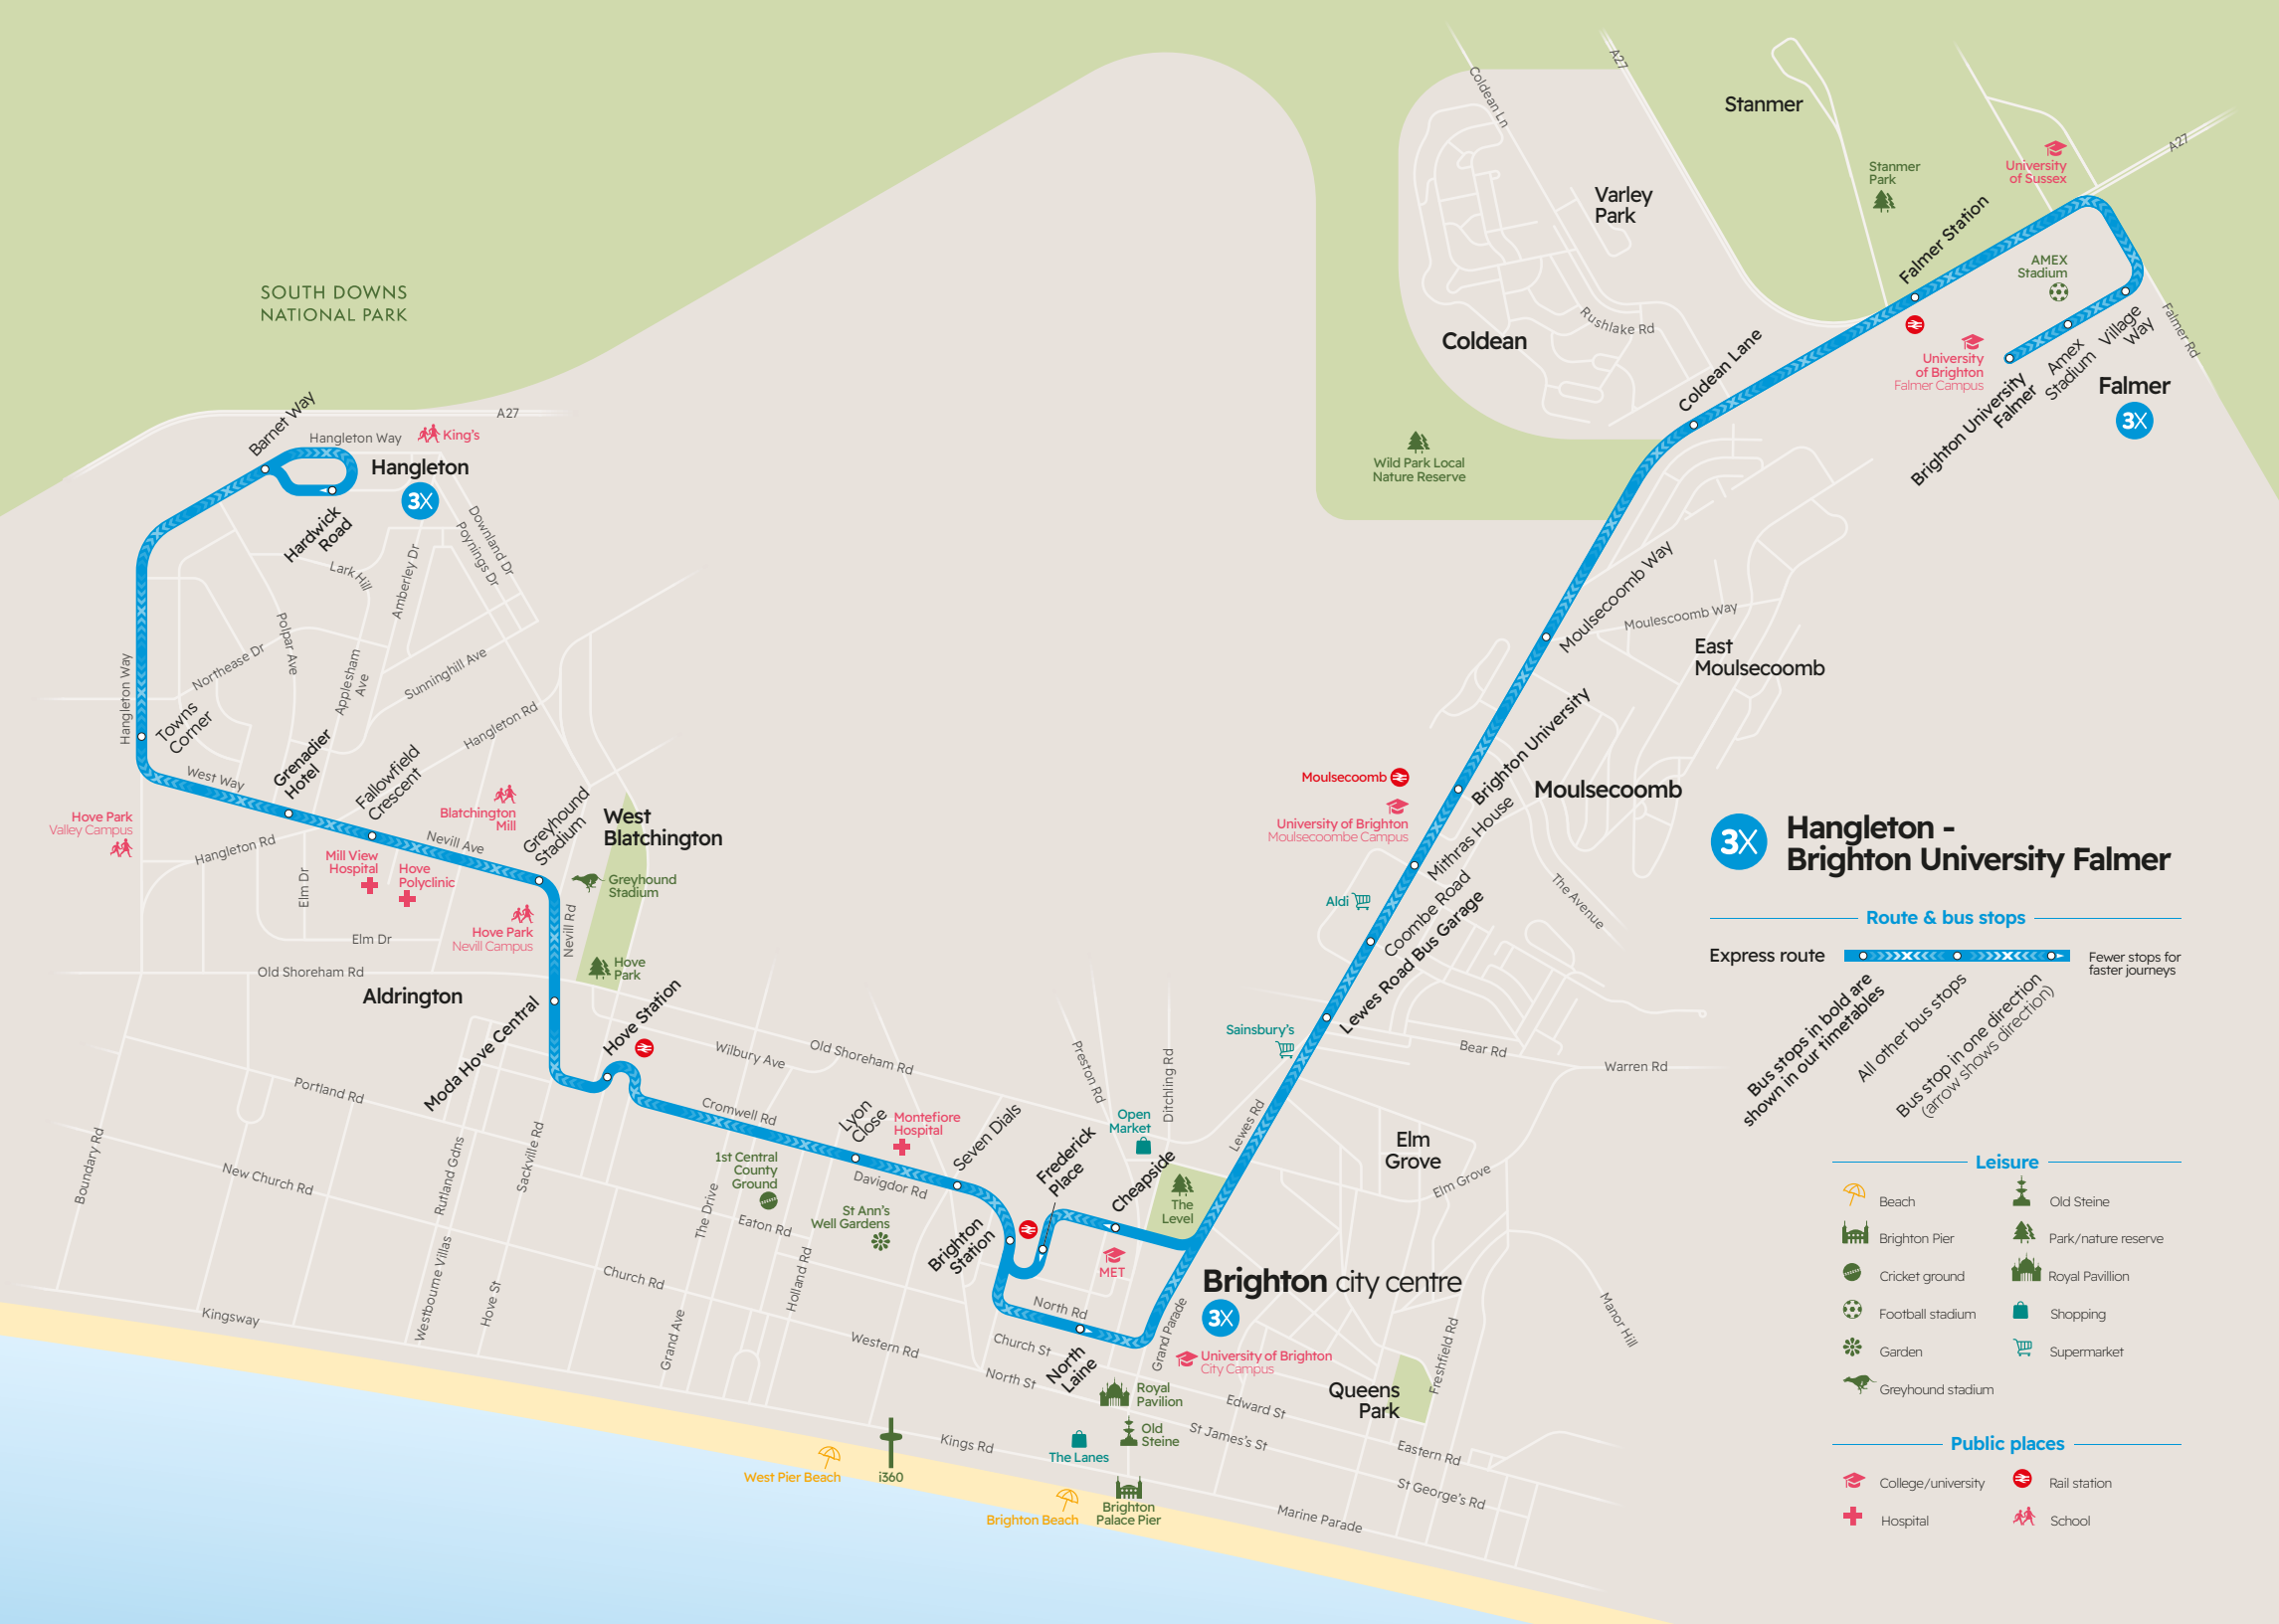 SOUTH DOWNS
NATIONAL PARK
A27
Barnet Way
Hangleton Way
King's
Hangleton
3X
Hardwick
Road
Downland Dr
Poynings Dr
Lark Hill
Amberley Dr
Polpar Ave
Northease Dr
Applesham
Ave
Sunninghill Ave
Hangleton Rd
Hangleton Way
Towns
Corner
West Way
Grenadier
Hotel
Fallowfield
Crescent
Hove Park
Valley Campus
Hangleton Rd
Elm Dr
Mill View
Hospital
Hove
Polyclinic
Nevill Ave
Blatchington
Mill
Greyhound
Stadium
West
Blatchington
Greyhound
Stadium
Hove Park
Nevill Campus
Nevill Rd
Elm Dr
Hove
Park
Old Shoreham Rd
Aldrington
Moda Hove Central
Hove Station
Portland Rd
Wilbury Ave
Old Shoreham Rd
Cromwell Rd
Lyon
Close
Montefiore
Hospital
Boundary Rd
New Church Rd
Rutland Gdns
Sackville Rd
1st Central
County
Ground
Davigdor Rd
Seven Dials
The Drive
Eaton Rd
St Ann's
Well Gardens
Holland Rd
Church Rd
Kingsway
Westbourne Villas
Hove St
Grand Ave
Western Rd
Preston Rd
Ditchling Rd
Open
Market
Frederick
Place
Cheapside
The
Level
Brighton
Station
MET
North Rd
Church St
North St
North
Laine
Grand Parade
Brighton city centre
3X
University of Brighton
City Campus
Royal
Pavilion
Old
Steine
The Lanes
Kings Rd
i360
West Pier Beach
Brighton Beach
Brighton
Palace Pier
Edward St
St James's St
Queens
Park
Freshfield Rd
Manor Hill
Eastern Rd
St George's Rd
Marine Parade
Elm
Grove
Elm Grove
Lewes Rd
Bear Rd
Warren Rd
Sainsbury's
Lewes Road Bus Garage
Coombe Road
Aldi
Mithras House
The Avenue
Moulsecoomb
University of Brighton
Moulsecoombe Campus
Brighton University
Moulsecoomb
East
Moulsecoomb
Moulescoomb Way
Moulsecoomb Way
Wild Park Local
Nature Reserve
Coldean
Coldean Ln
Varley
Park
Rushlake Rd
Coldean Lane
A27
Stanmer
Stanmer
Park
University
of Sussex
A27
Falmer Station
AMEX
Stadium
University
of Brighton
Falmer Campus
Brighton University
Falmer
Amex
Stadium
Village
Way
Falmer Rd
Falmer
3X
3X
Hangleton -
Brighton University Falmer
Route & bus stops
Express route
Fewer stops for
faster journeys
Bus stops in bold are
shown in our timetables
All other bus stops
Bus stop in one direction
(arrow shows direction)
Leisure
Beach
Old Steine
Brighton Pier
Park/nature reserve
Cricket ground
Royal Pavillion
Football stadium
Shopping
Garden
Supermarket
Greyhound stadium
Public places
College/university
Rail station
Hospital
School